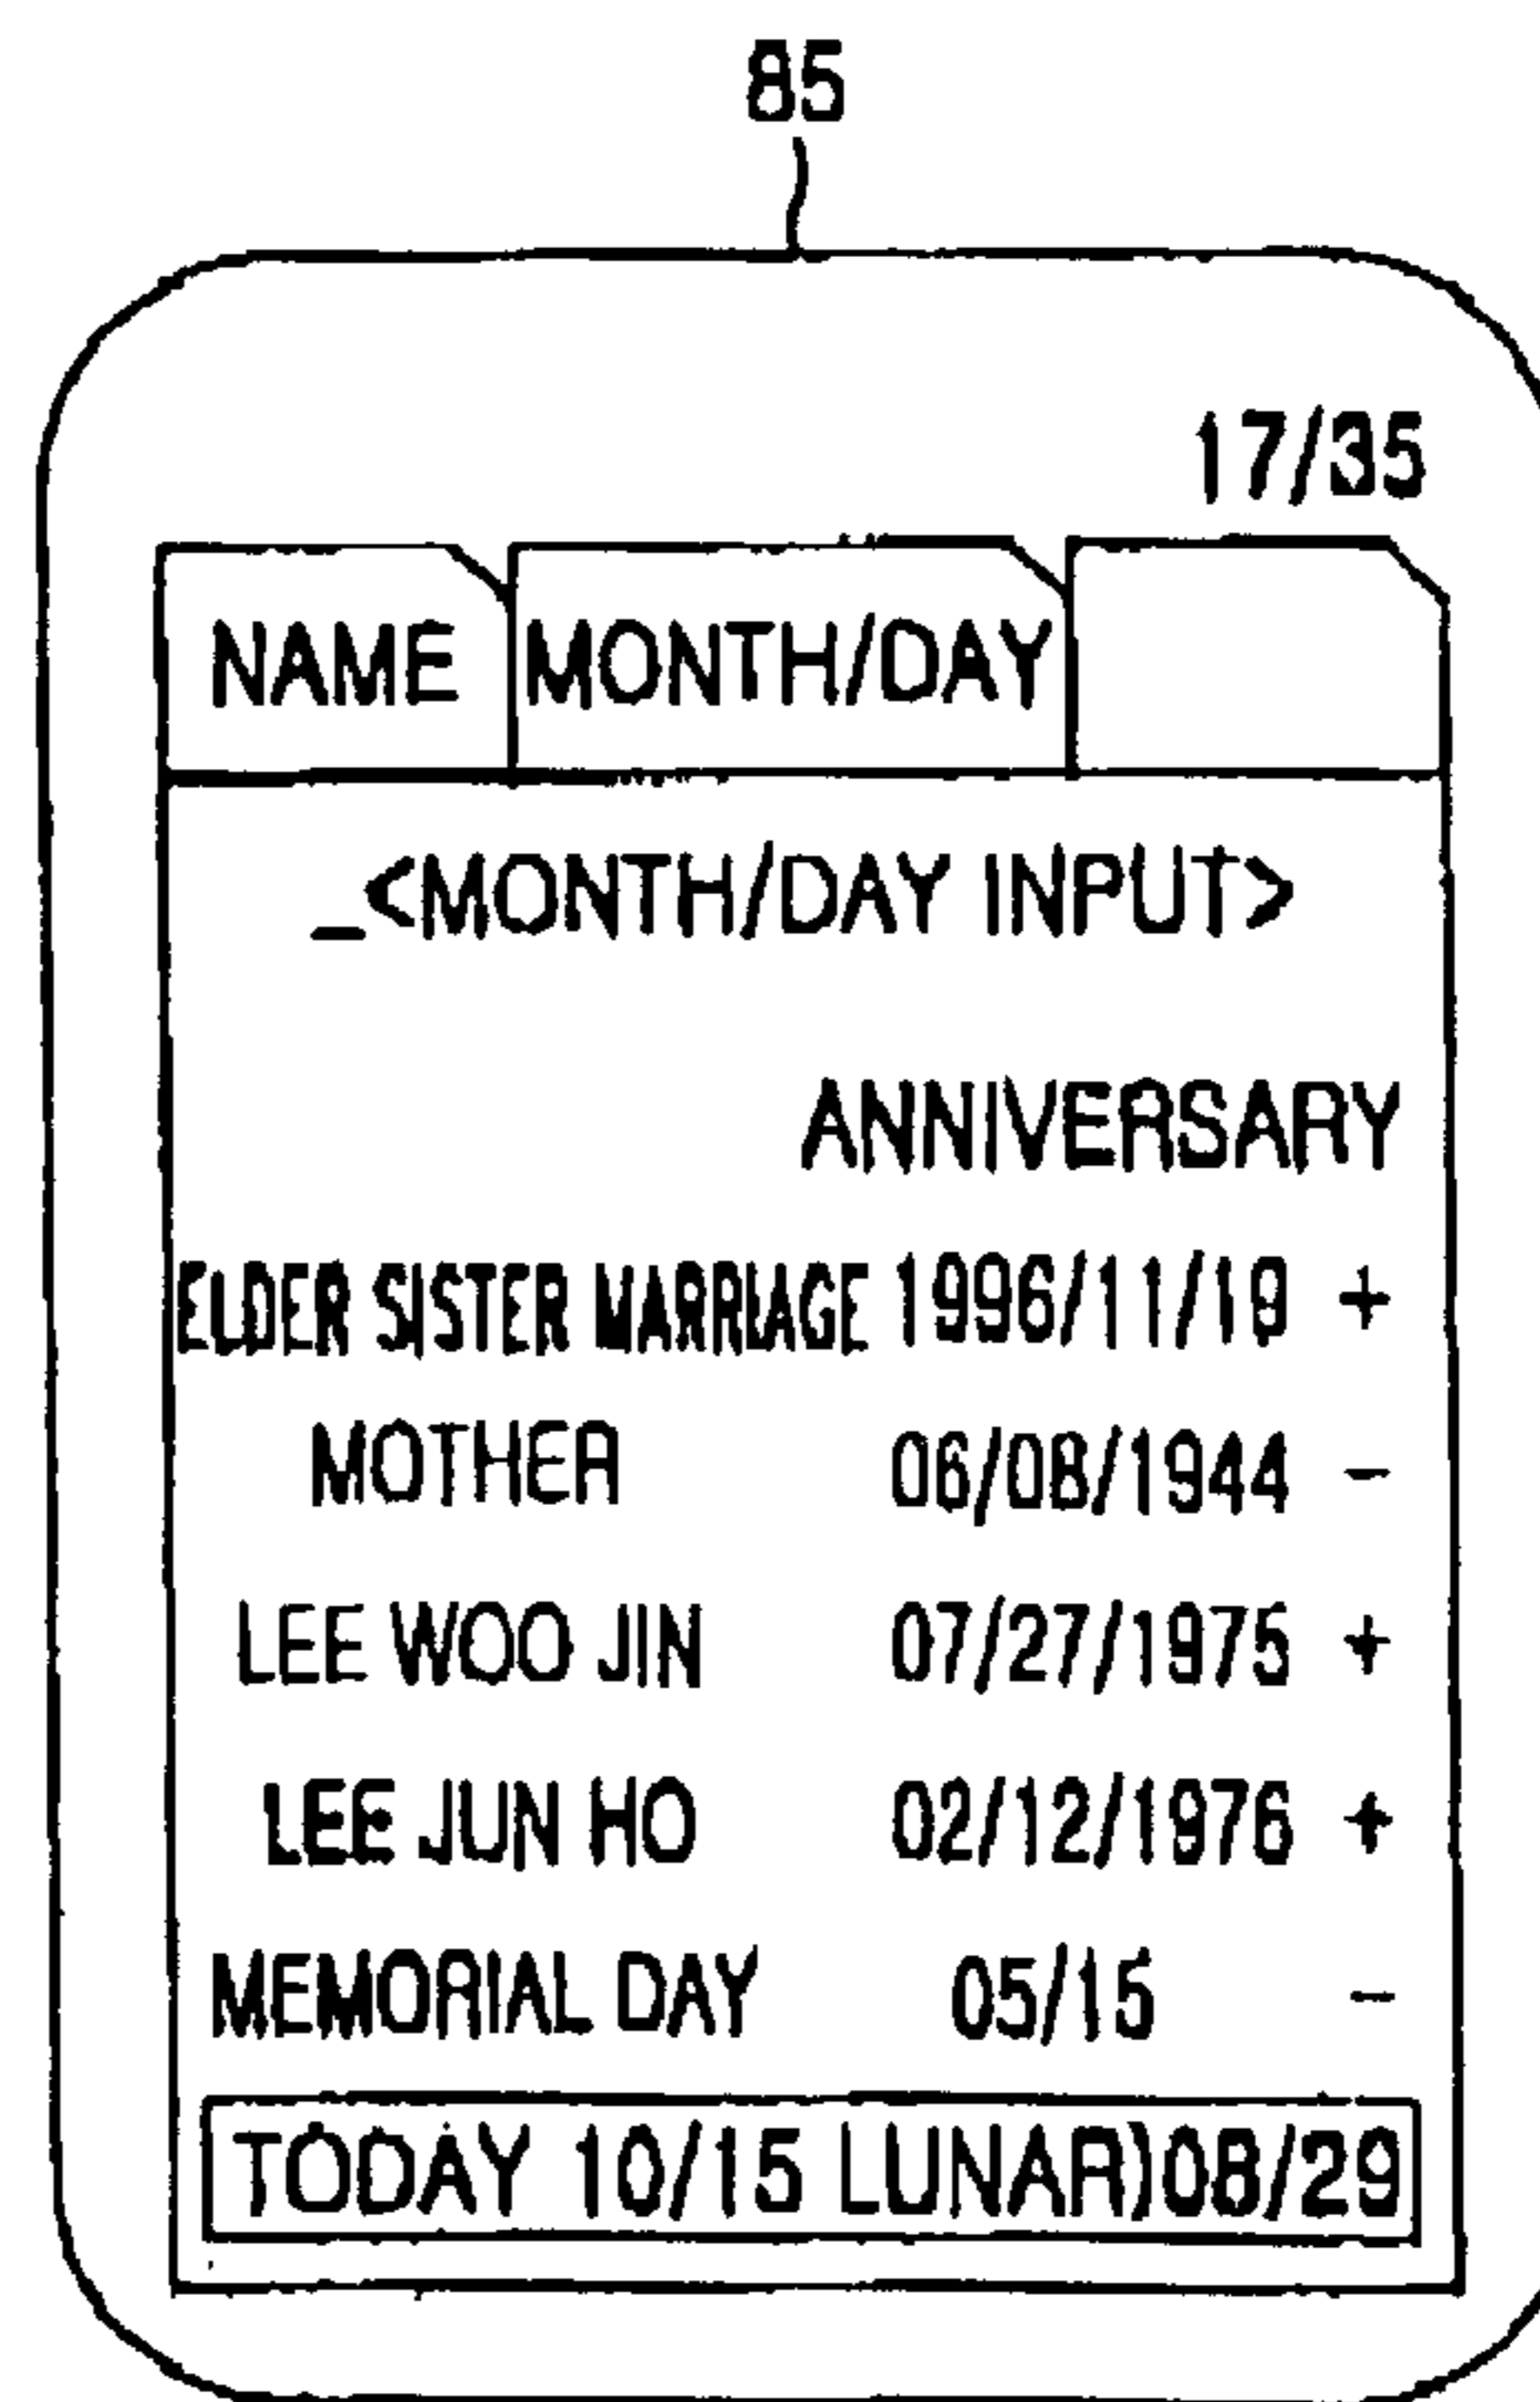 85
17/35
NAME MONTH/DAY
_<MONTH/DAY INPUT>
ANNIVERSARY
ELDER SISTER MARRIAGE 1996/11/19 +
MOTHER 06/08/1944 -
LEE WOO JIN 07/27/1975 +
LEE JUN HO 02/12/1976 +
MEMORIAL DAY 05/15 -
TODAY 10/15 LUNAR)08/29